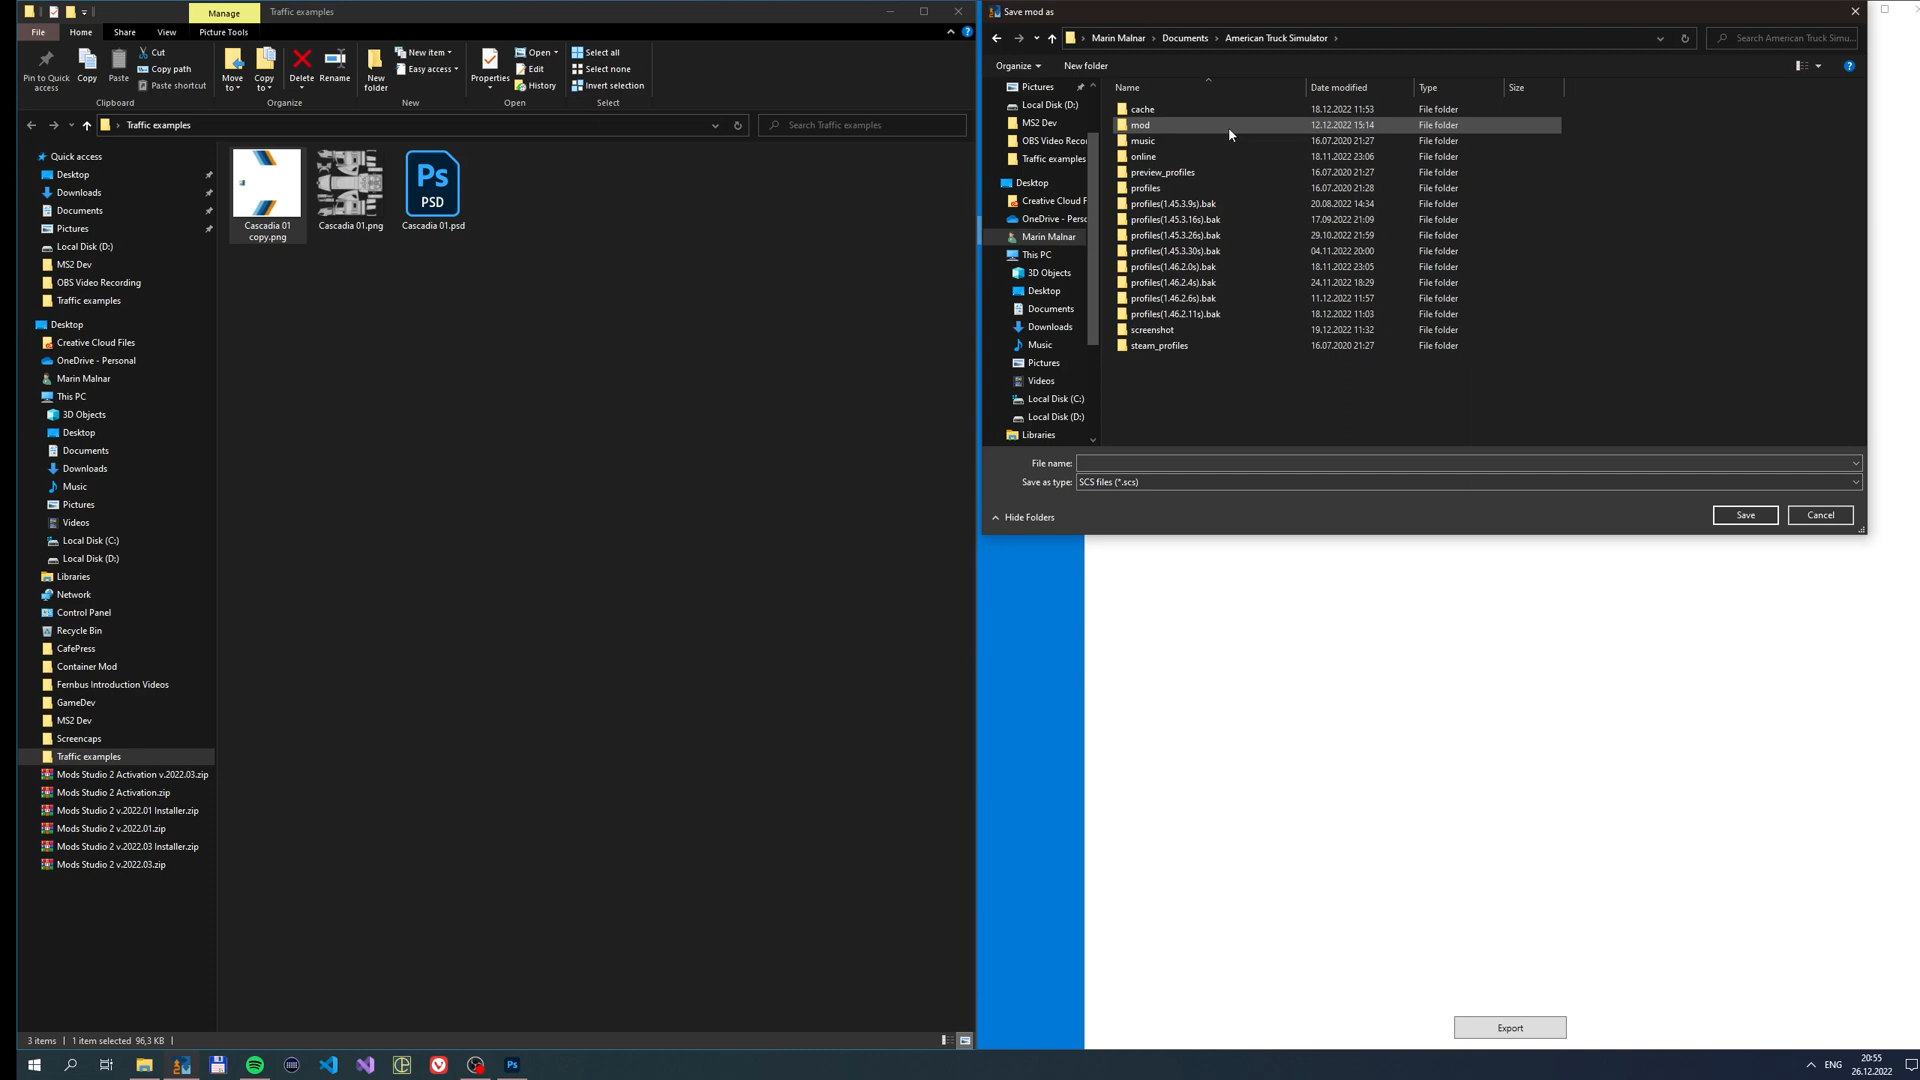 Manage
Traffic examples
File
Home
Share
View
Picture Tools
Pin to Quick access
Copy
Paste
Cut
Copy path
Paste shortcut
Clipboard
Move to
Copy to
Delete
Rename
Organize
New folder
New item
Easy access
New
Properties
Open
Edit
History
Open
Select all
Select none
Invert selection
Select
Traffic examples
Search Traffic examples
Quick access
Desktop
Downloads
Documents
Pictures
Local Disk (D:)
MS2 Dev
OBS Video Recording
Traffic examples
Desktop
Creative Cloud Files
OneDrive - Personal
Marin Malnar
This PC
3D Objects
Desktop
Documents
Downloads
Music
Pictures
Videos
Local Disk (C:)
Local Disk (D:)
Libraries
Network
Control Panel
Recycle Bin
CafePress
Container Mod
Fernbus Introduction Videos
GameDev
MS2 Dev
Screencaps
Traffic examples
Mods Studio 2 Activation v.2022.03.zip
Mods Studio 2 Activation.zip
Mods Studio 2 v.2022.01 Installer.zip
Mods Studio 2 v.2022.01.zip
Mods Studio 2 v.2022.03 Installer.zip
Mods Studio 2 v.2022.03.zip
Cascadia 01
copy.png
Cascadia 01.png
Ps
PSD
Cascadia 01.psd
3 items
1 item selected 96,3 KB
Save mod as
Marin Malnar
Documents
American Truck Simulator
Search American Truck Simu...
Organize
New folder
Pictures
Local Disk (D:)
MS2 Dev
OBS Video Recor
Traffic examples
Desktop
Creative Cloud F
OneDrive - Perso
Marin Malnar
This PC
3D Objects
Desktop
Documents
Downloads
Music
Pictures
Videos
Local Disk (C:)
Local Disk (D:)
Libraries
Name Date modified Type Size
cache 18.12.2022 11:53 File folder
mod 12.12.2022 15:14 File folder
music 16.07.2020 21:27 File folder
online 18.11.2022 23:06 File folder
preview_profiles 16.07.2020 21:27 File folder
profiles 16.07.2020 21:28 File folder
profiles(1.45.3.9s).bak 20.08.2022 14:34 File folder
profiles(1.45.3.16s).bak 17.09.2022 21:09 File folder
profiles(1.45.3.26s).bak 29.10.2022 21:59 File folder
profiles(1.45.3.30s).bak 04.11.2022 20:00 File folder
profiles(1.46.2.0s).bak 18.11.2022 23:05 File folder
profiles(1.46.2.4s).bak 24.11.2022 18:29 File folder
profiles(1.46.2.6s).bak 11.12.2022 11:57 File folder
profiles(1.46.2.11s).bak 18.12.2022 11:03 File folder
screenshot 19.12.2022 11:32 File folder
steam_profiles 16.07.2020 21:27 File folder
File name:
Save as type: SCS files (*.scs)
Hide Folders
Save
Cancel
Export
Ps
ENG
20:55
26.12.2022